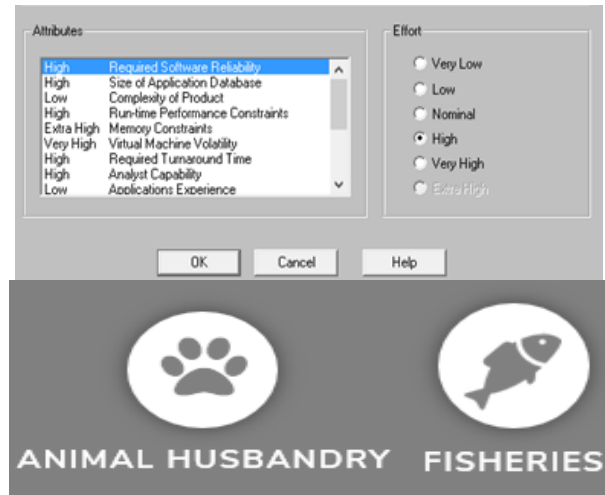 Attributes
Effort
High Required Software Reliability
High Size of Application Database
Low Complexity of Product
High Run-time Performance Constraints
Extra High Memory Constraints
Very High Virtual Machine Volatility
High Required Turnaround Time
High Analyst Capability
Low Applications Experience
Very Low
Low
Nominal
High
Very High
Extra High
OK Cancel Help
ANIMAL HUSBANDRY FISHERIES